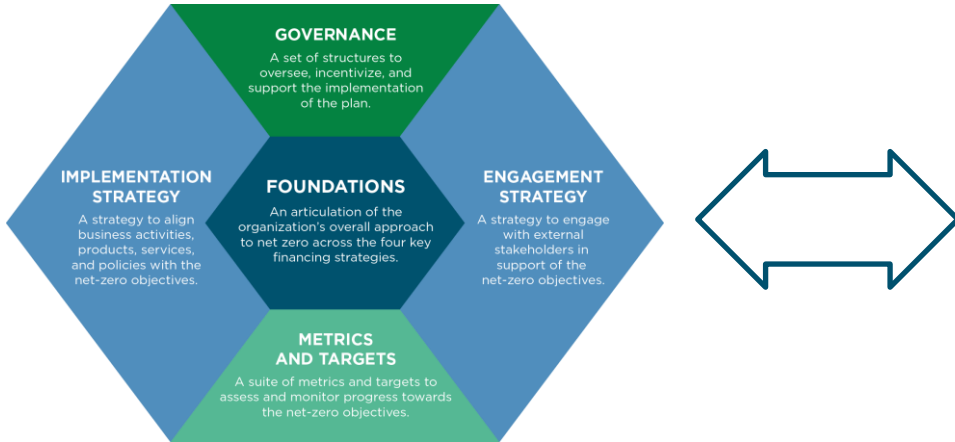 GOVERNANCE
A set of structures to
oversee, incentivize, and
support the implementation
of the plan.
IMPLEMENTATION
STRATEGY
A strategy to align
business activities,
products, services,
and policies with the
net-zero objectives.
FOUNDATIONS
An articulation of the
organization's overall approach
to net zero across the four key
financing strategies.
ENGAGEMENT
STRATEGY
A strategy to engage
with external
stakeholders in
support of the
net-zero objectives.
METRICS
AND TARGETS
A suite of metrics and targets to
assess and monitor progress towards
the net-zero objectives.